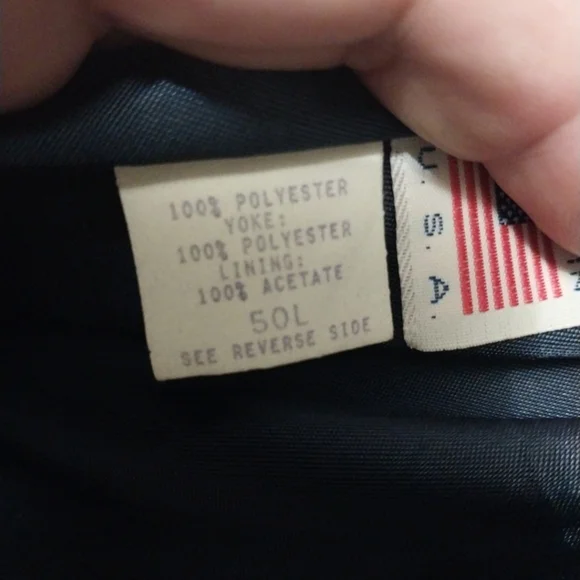 100% POLYESTER
YOKE:
100% POLYESTER
LINING:
100% ACETATE
50L
SEE REVERSE SIDE
U.S.A.